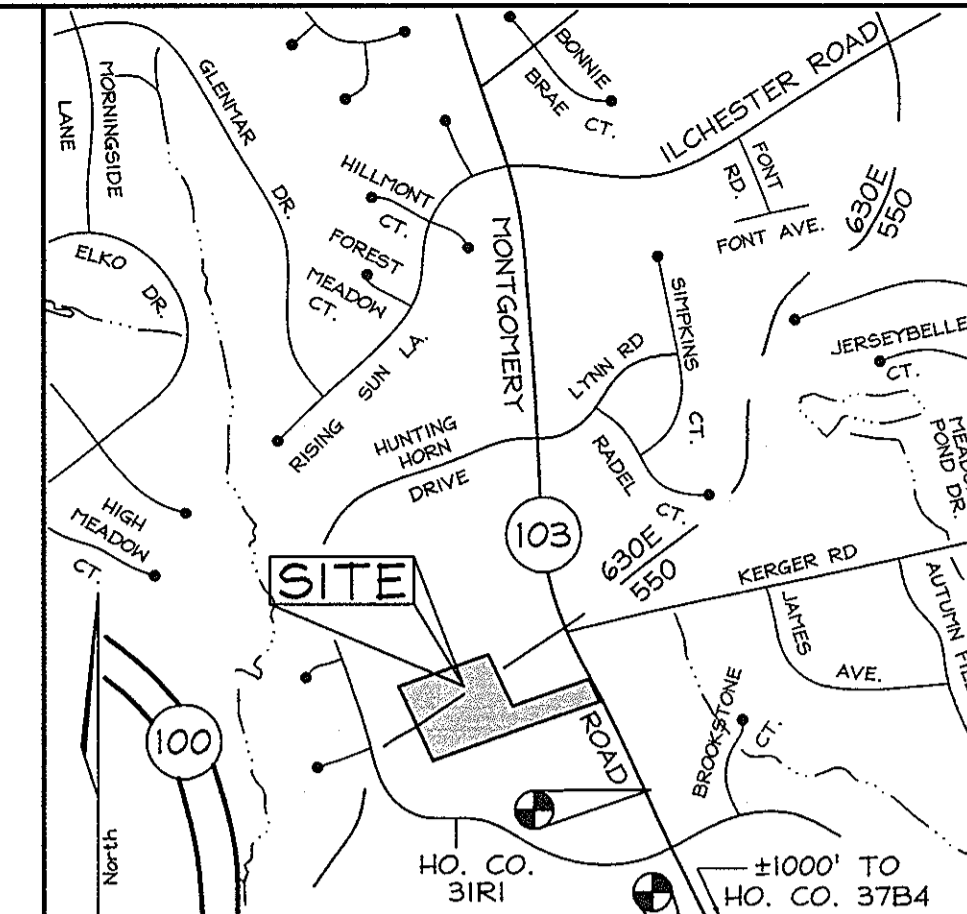 MORNINGSIDE
LANE
GLENMAR
DR.
BONNIE
BRAE CT.
ILCHESTER ROAD
FONT
RD.
FONT AVE.
630E
550
HILLMONT
CT.
FOREST
MEADOW
CT.
MONTGOMERY
ELKO
DR.
SIMPKINS
CT.
JERSEYBELLE
CT.
LYNN RD
RISING SUN LA.
HUNTING
HORN
DRIVE
RADEL
CT.
POND DR.
HIGH
MEADOW
CT.
103
630E
550
KERGER RD
SITE
JAMES
AVE.
AUTUMN
100
ROAD
BROOKSTONE
CT.
North
HO. CO.
31R1
±1000' TO
HO. CO. 37B4